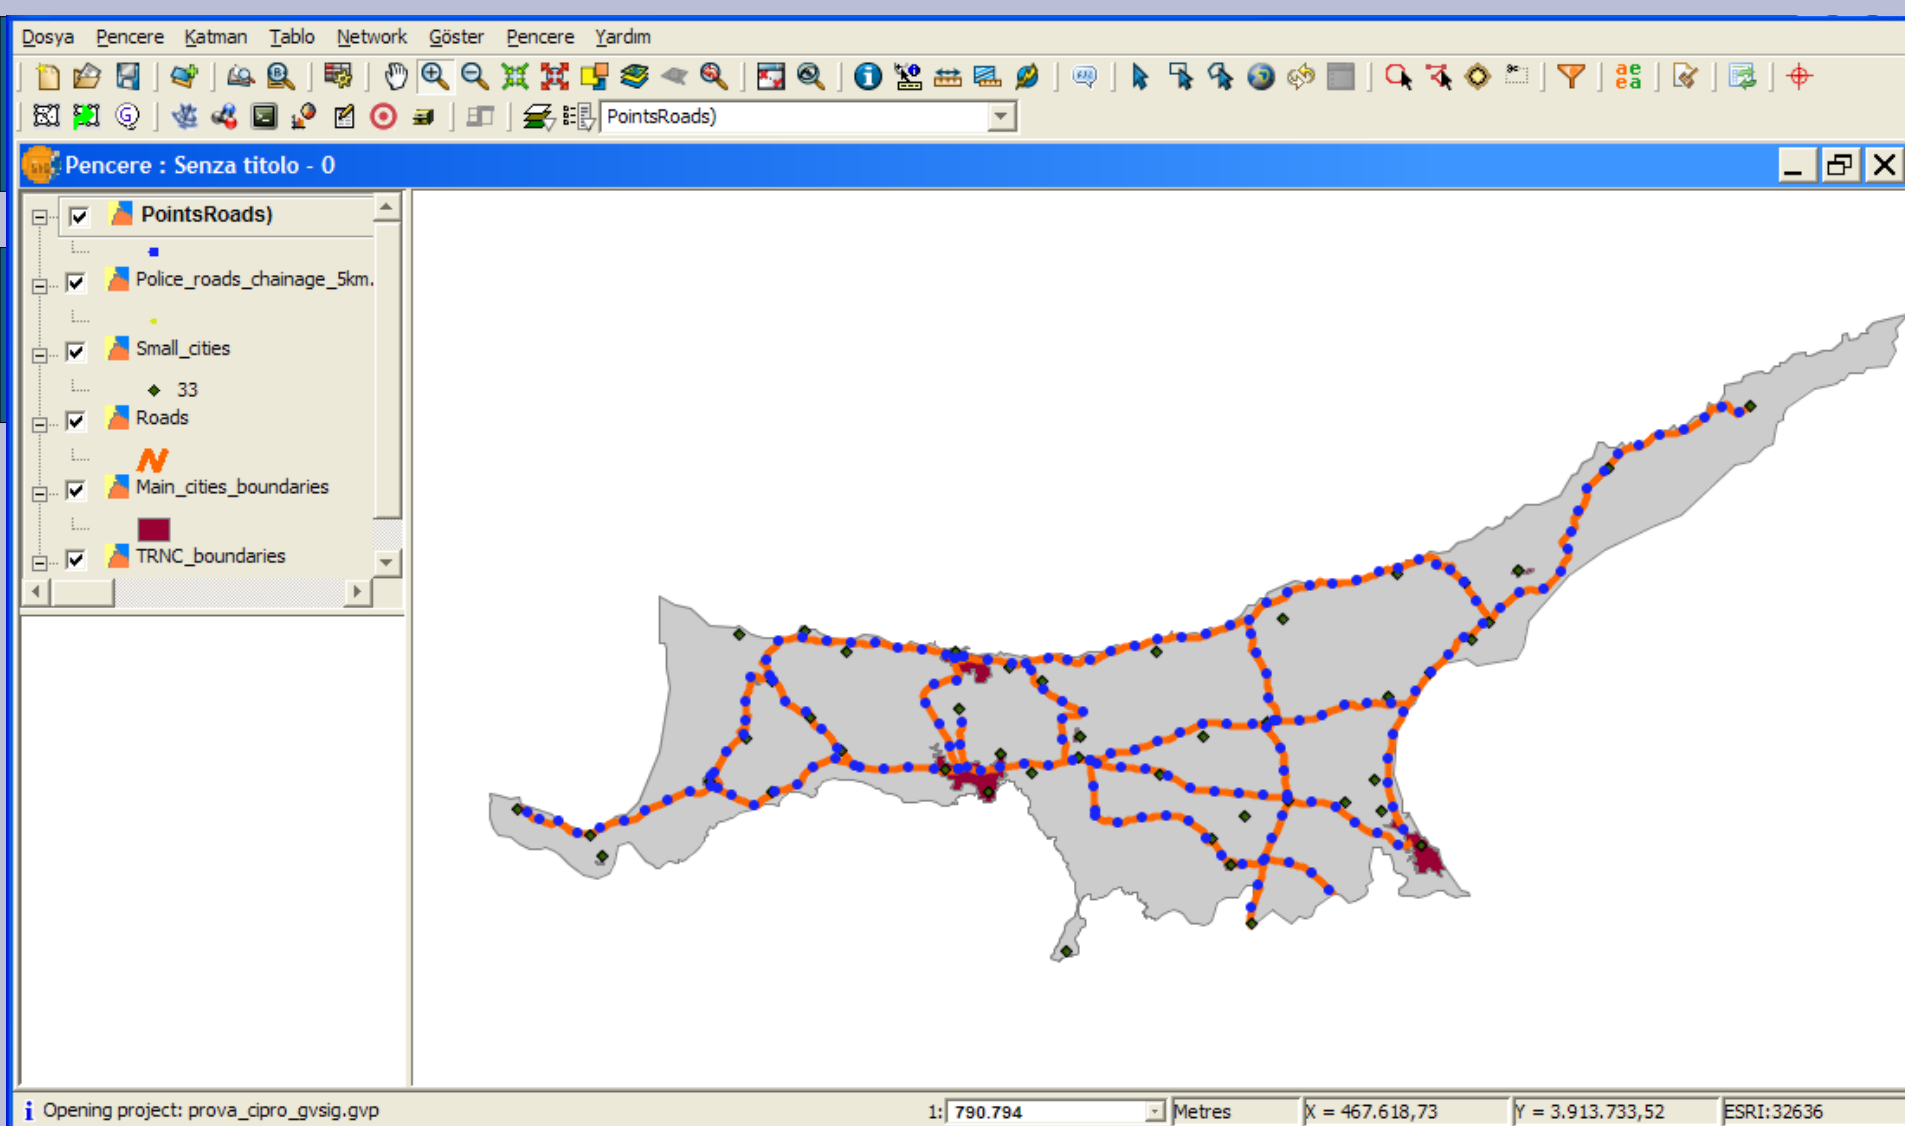 Dosya Pencere Katman Tablo Network Göster Pencere Yardım
PointsRoads)
Pencere : Senza titolo - 0
PointsRoads)
Police_roads_chainage_5km.
Small_cities
33
Roads
Main_cities_boundaries
TRNC_boundaries
Opening project: prova_cipro_gvsig.gvp 1: 790.794 Metres X = 467.618,73 Y = 3.913.733,52 ESRI:32636